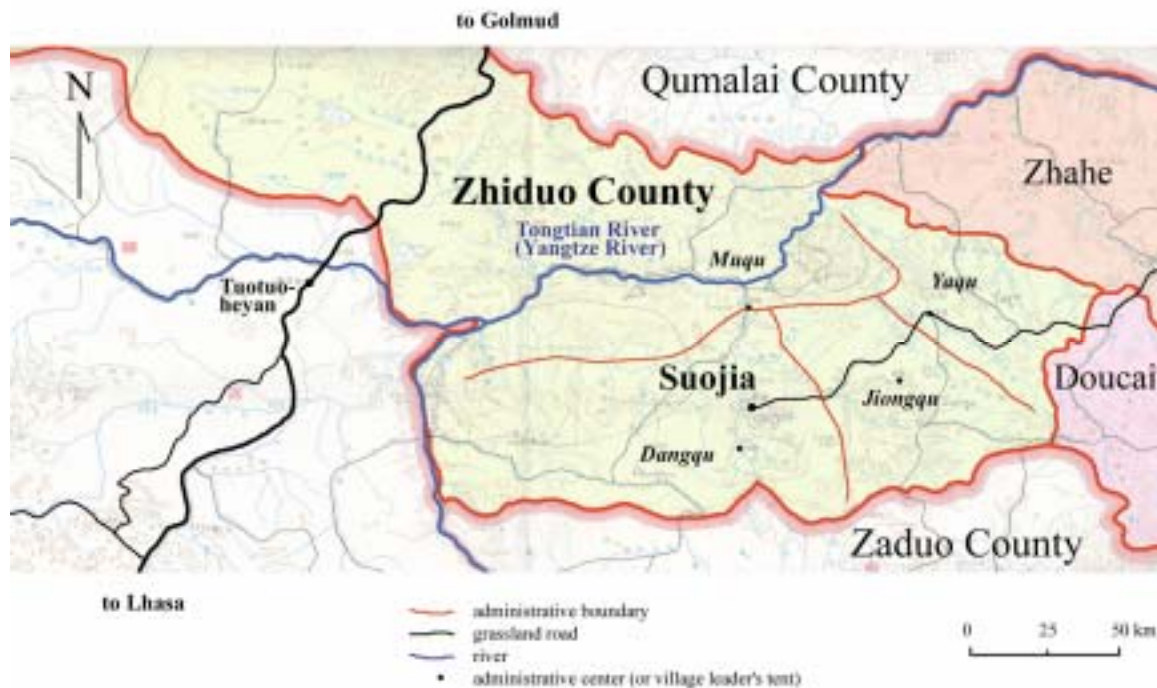 to Golmud
N
Qumalai County
Zhahe
Zhiduo County
Tongtian River
(Yangtze River)
Muqu
Tuotuo-
heyan
Yaqu
Suojia
Jiongqu
Doucai
Dangqu
Zaduo County
to Lhasa
administrative boundary
grassland road
river
administrative center (or village leader's tent)
0 25 50 km